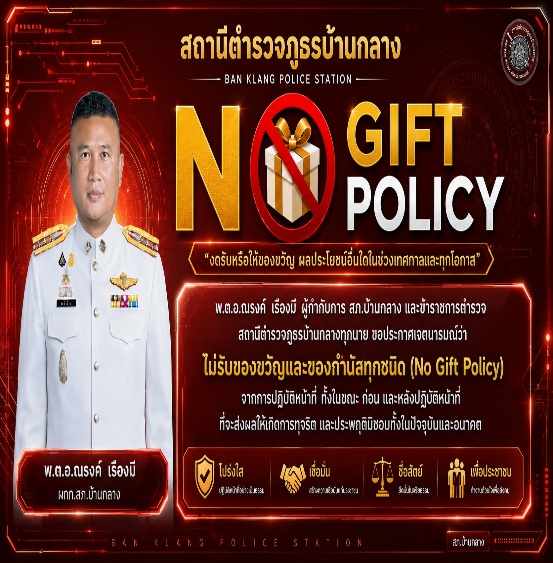 สถานีตำรวจภูธรบ้านกลาง
BAN KLANG POLICE STATION
NO GIFT POLICY
"งดรับหรือให้ของขวัญ ผลประโยชน์อื่นใดในช่วงเทศกาลและทุกโอกาส"
พ.ต.อ.ณรงค์ เรืองมี ผู้กำกับการ สภ.บ้านกลาง และข้าราชการตำรวจ
สถานีตำรวจภูธรบ้านกลางทุกนาย ขอประกาศเจตนารมณ์ว่า
ไม่รับของขวัญและของกำนัลทุกชนิด (No Gift Policy)
จากการปฏิบัติหน้าที่ ทั้งในขณะ ก่อน และหลังปฏิบัติหน้าที่
ที่จะส่งผลให้เกิดการทุจริต และประพฤติมิชอบทั้งในปัจจุบันและอนาคต
พ.ต.อ.ณรงค์ เรืองมี
ผกก.สภ.บ้านกลาง
โปร่งใส
เชื่อมั่น
ซื่อสัตย์
เพื่อประชาชน
BAN KLANG POLICE STATION
สภ.บ้านกลาง